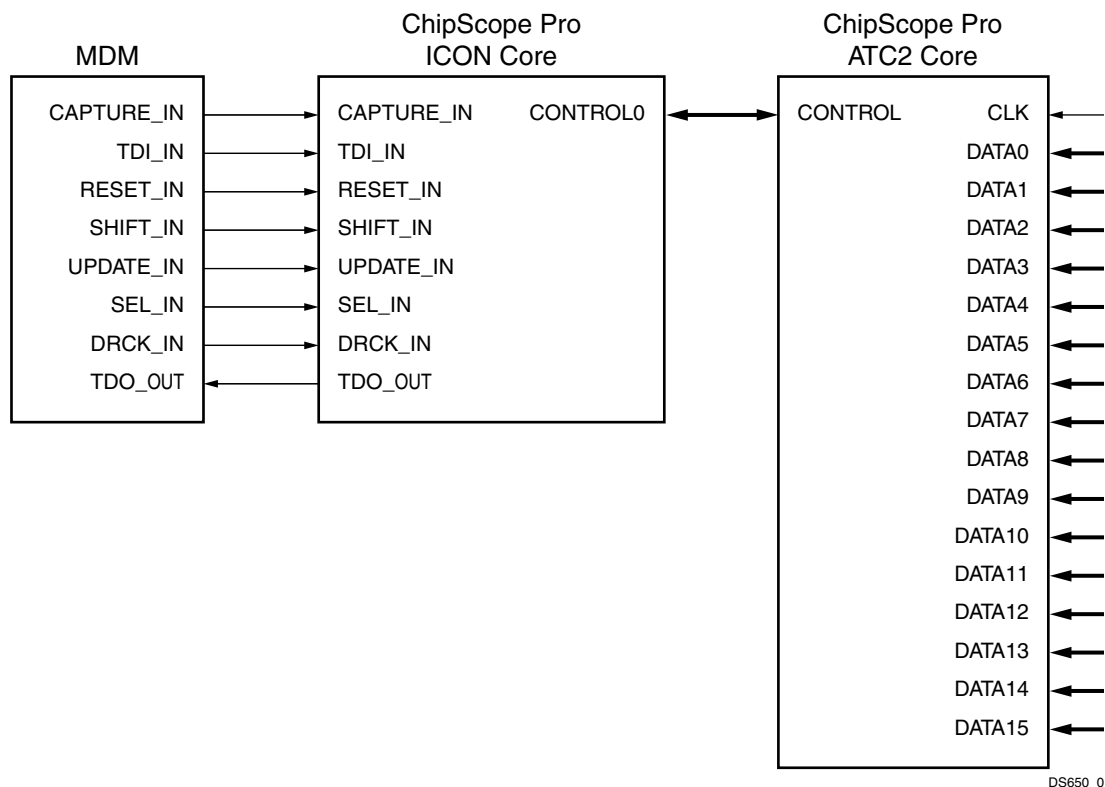 MDM
CAPTURE_IN
TDI_IN
RESET_IN
SHIFT_IN
UPDATE_IN
SEL_IN
DRCK_IN
TDO_OUT
ChipScope Pro
ICON Core
CAPTURE_IN CONTROL0
TDI_IN
RESET_IN
SHIFT_IN
UPDATE_IN
SEL_IN
DRCK_IN
TDO_OUT
ChipScope Pro
ATC2 Core
CONTROL CLK
DATA0
DATA1
DATA2
DATA3
DATA4
DATA5
DATA6
DATA7
DATA8
DATA9
DATA10
DATA11
DATA12
DATA13
DATA14
DATA15
DS650_0